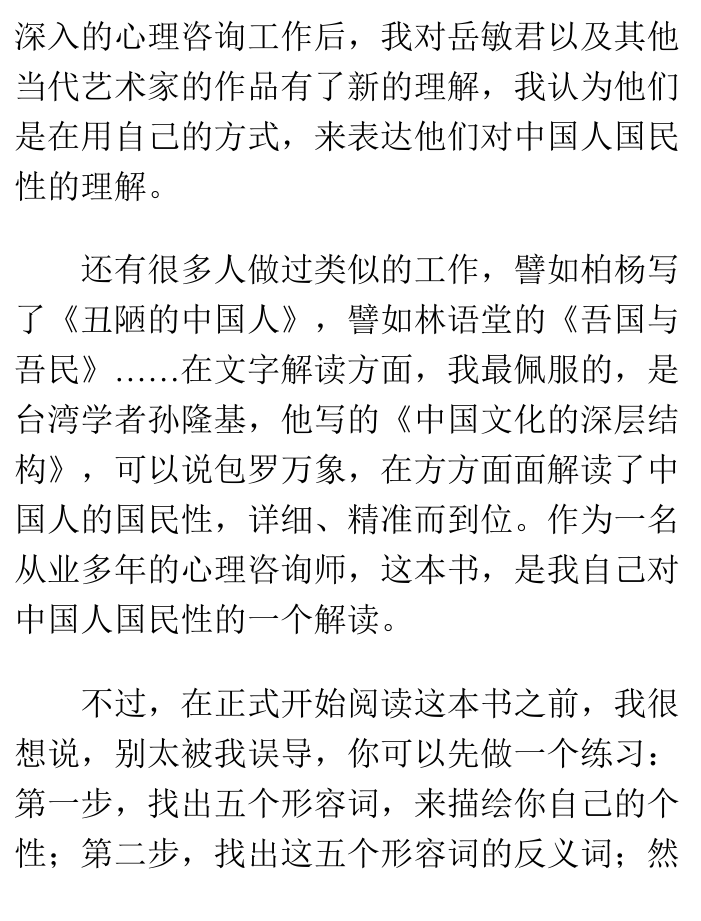 深入的心理咨询工作后，我对岳敏君以及其他
当代艺术家的作品有了新的理解，我认为他们
是在用自己的方式，来表达他们对中国人国民
性的理解。
还有很多人做过类似的工作，譬如柏杨写
了《丑陋的中国人》，譬如林语堂的《吾国与
吾民》……在文字解读方面，我最佩服的，是
台湾学者孙隆基，他写的《中国文化的深层结
构》，可以说包罗万象，在方方面面解读了中
国人的国民性，详细、精准而到位。作为一名
从业多年的心理咨询师，这本书，是我自己对
中国人国民性的一个解读。
不过，在正式开始阅读这本书之前，我很
想说，别太被我误导，你可以先做一个练习：
第一步，找出五个形容词，来描绘你自己的个
性；第二步，找出这五个形容词的反义词；然